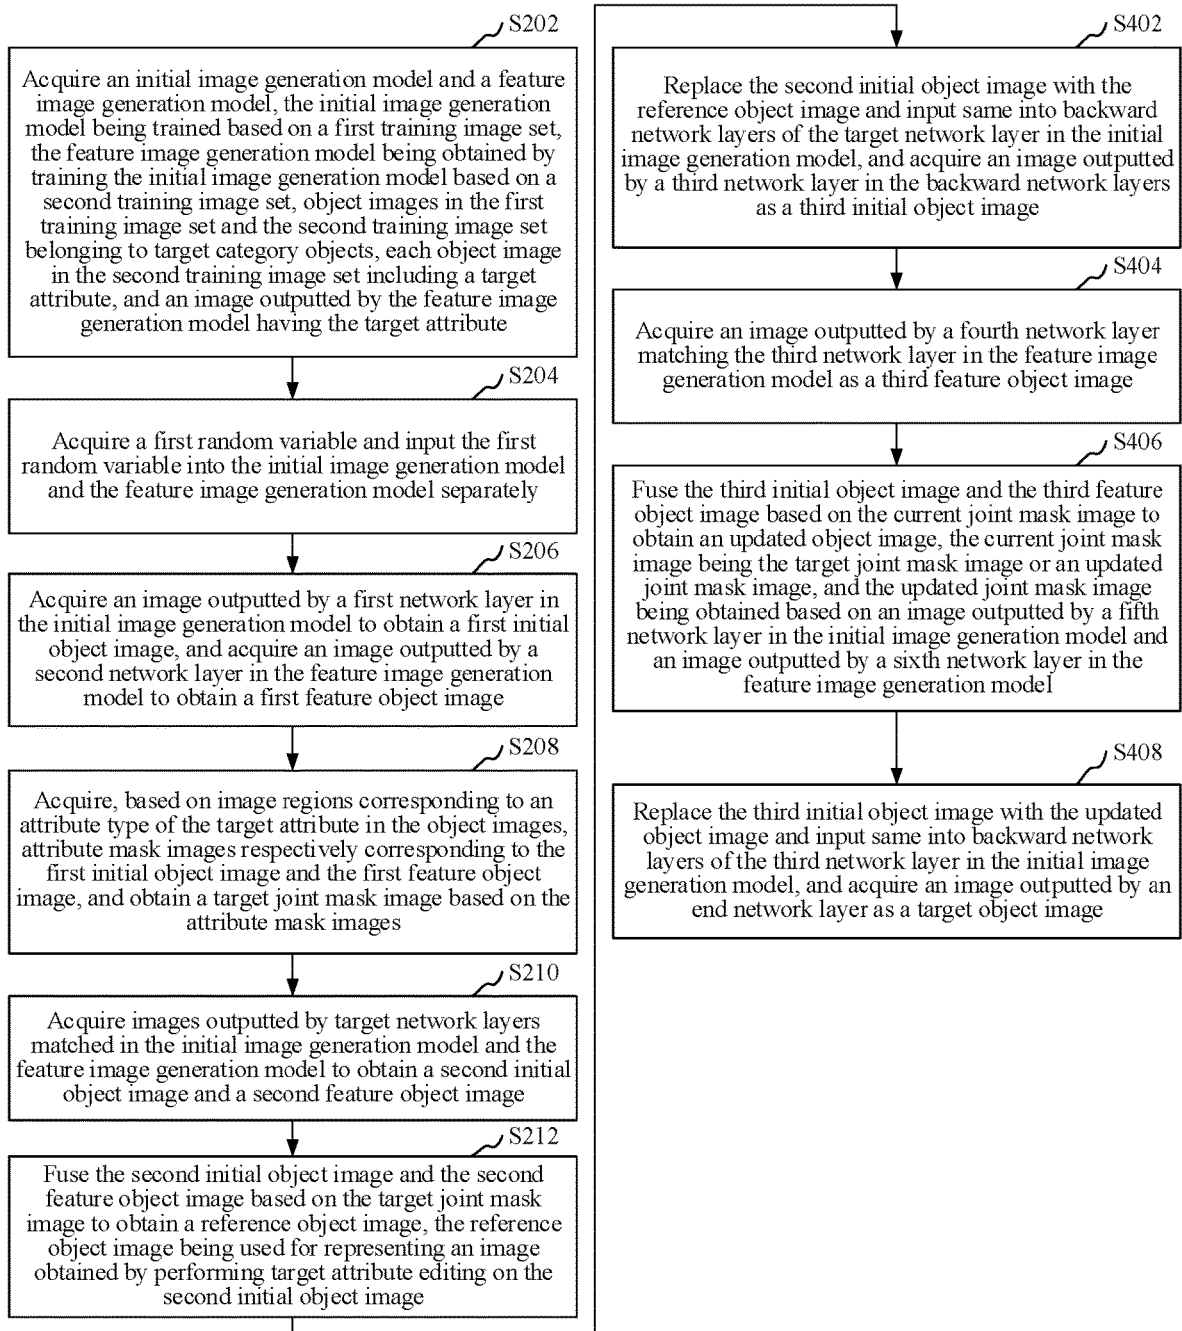 S202
Acquire an initial image generation model and a feature
image generation model, the initial image generation
model being trained based on a first training image set,
the feature image generation model being obtained by
training the initial image generation model based on a
second training image set, object images in the first
training image set and the second training image set
belonging to target category objects, each object image
in the second training image set including a target
attribute, and an image outputted by the feature image
generation model having the target attribute
S204
Acquire a first random variable and input the first
random variable into the initial image generation model
and the feature image generation model separately
S206
Acquire an image outputted by a first network layer in
the initial image generation model to obtain a first initial
object image, and acquire an image outputted by a
second network layer in the feature image generation
model to obtain a first feature object image
S208
Acquire, based on image regions corresponding to an
attribute type of the target attribute in the object images,
attribute mask images respectively corresponding to the
first initial object image and the first feature object
image, and obtain a target joint mask image based on the
attribute mask images
S210
Acquire images outputted by target network layers
matched in the initial image generation model and the
feature image generation model to obtain a second initial
object image and a second feature object image
S212
Fuse the second initial object image and the second
feature object image based on the target joint mask
image to obtain a reference object image, the reference
object image being used for representing an image
obtained by performing target attribute editing on the
second initial object image
S402
Replace the second initial object image with the
reference object image and input same into backward
network layers of the target network layer in the initial
image generation model, and acquire an image outputted
by a third network layer in the backward network layers
as a third initial object image
S404
Acquire an image outputted by a fourth network layer
matching the third network layer in the feature image
generation model as a third feature object image
S406
Fuse the third initial object image and the third feature
object image based on the current joint mask image to
obtain an updated object image, the current joint mask
image being the target joint mask image or an updated
joint mask image, and the updated joint mask image
being obtained based on an image outputted by a fifth
network layer in the initial image generation model and
an image outputted by a sixth network layer in the
feature image generation model
S408
Replace the third initial object image with the updated
object image and input same into backward network
layers of the third network layer in the initial image
generation model, and acquire an image outputted by an
end network layer as a target object image